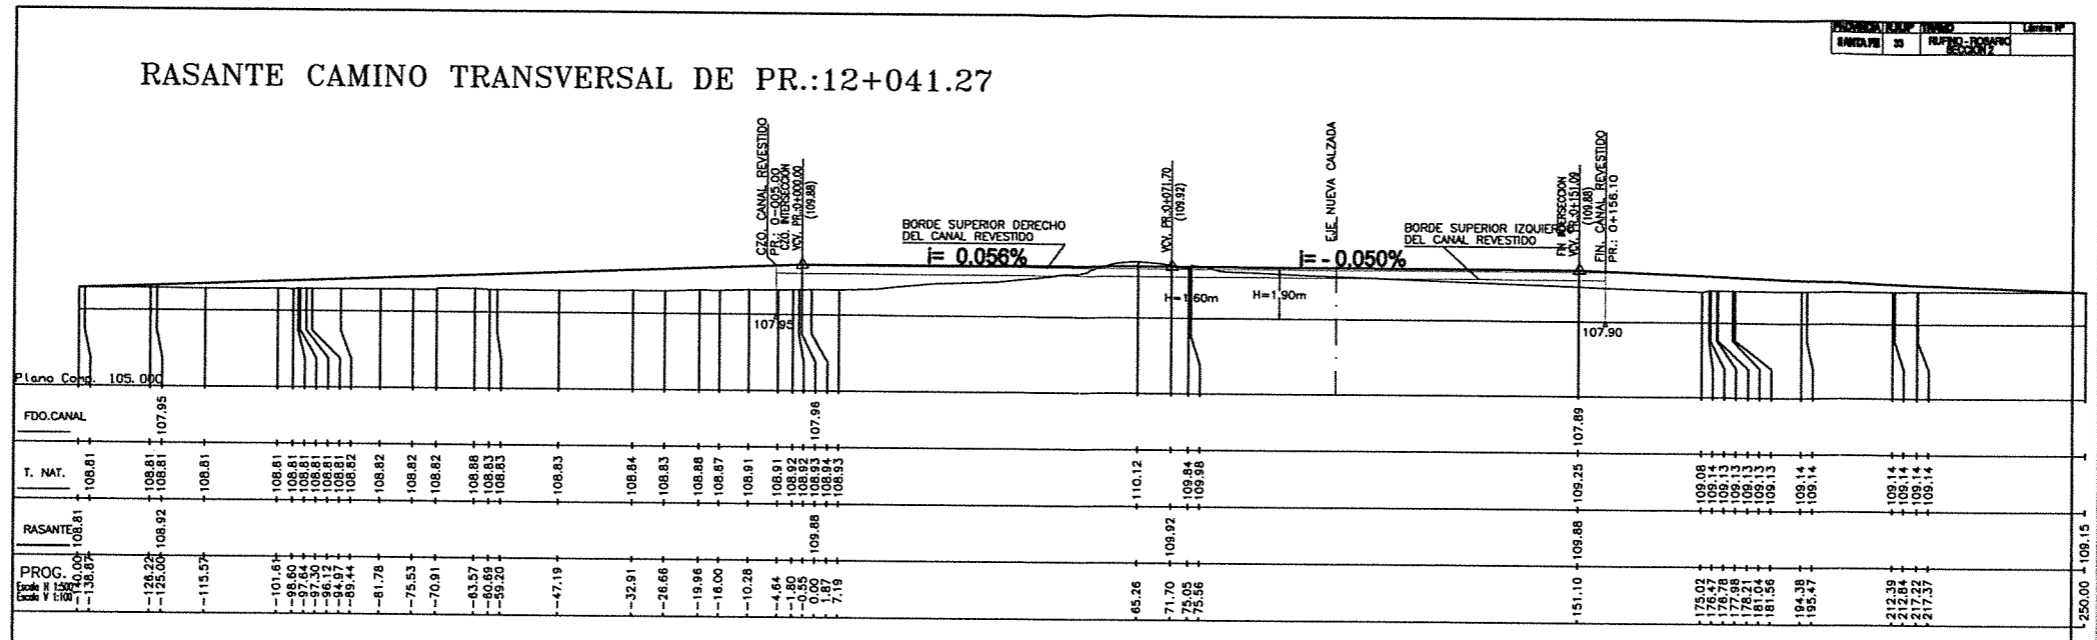 PROVINCIA RUTA TRAMO Lámina Nº
SANTA FE 33 RUFINO-ROSARIO
SECCION 2
RASANTE CAMINO TRANSVERSAL DE PR.:12+041.27
CZO. CANAL REVESTIDO
PR.: 0-005.00
CZO. INTERSECCION
VCV. PR.:0+000.00
(109.88)
BORDE SUPERIOR DERECHO
DEL CANAL REVESTIDO
i= 0.056%
VCV. PR.:0+071.70
(109.92)
EJE NUEVA CALZADA
i= -0.050%
BORDE SUPERIOR IZQUIERDO
DEL CANAL REVESTIDO
FIN INTERSECCION
VCV. PR.:0+151.09
(109.88)
FIN. CANAL REVESTIDO
PR.: 0+156.10
H=1,60m
H=1,90m
107.95
107.90
Plano Comp. 105.000
FDO.CANAL 107.95 107.98 107.89
T. NAT. 108.81 108.81 108.81 108.81 108.81 108.81 108.81 108.81 108.81 108.81 108.82 108.82 108.82 108.82 108.88 108.83 108.83 108.83 108.84 108.83 108.88 108.87 108.91 108.91 108.92 108.92 108.93 108.94 108.93 110.12 109.84 109.98 109.25 109.08 109.14 109.13 109.13 109.13 109.13 109.13 109.14 109.14 109.14 109.14 109.14 109.14
RASANTE 108.81 108.92 109.88 109.92 109.88 109.15
PROG. -140.00 -138.87 -126.22 -125.00 -115.57 -101.61 -98.60 -97.64 -97.30 -96.12 -94.97 -89.44 -81.78 -75.53 -70.91 -63.57 -60.69 -59.20 -47.19 -32.91 -26.66 -19.96 -16.00 -10.28 -4.64 -1.80 -0.55 0.00 1.87 7.19 65.26 71.70 75.05 75.56 151.10 175.02 176.47 176.78 177.98 178.21 181.04 181.56 194.38 195.47 212.39 212.84 217.22 217.37 250.00
Escala H 1:500
Escala V 1:100